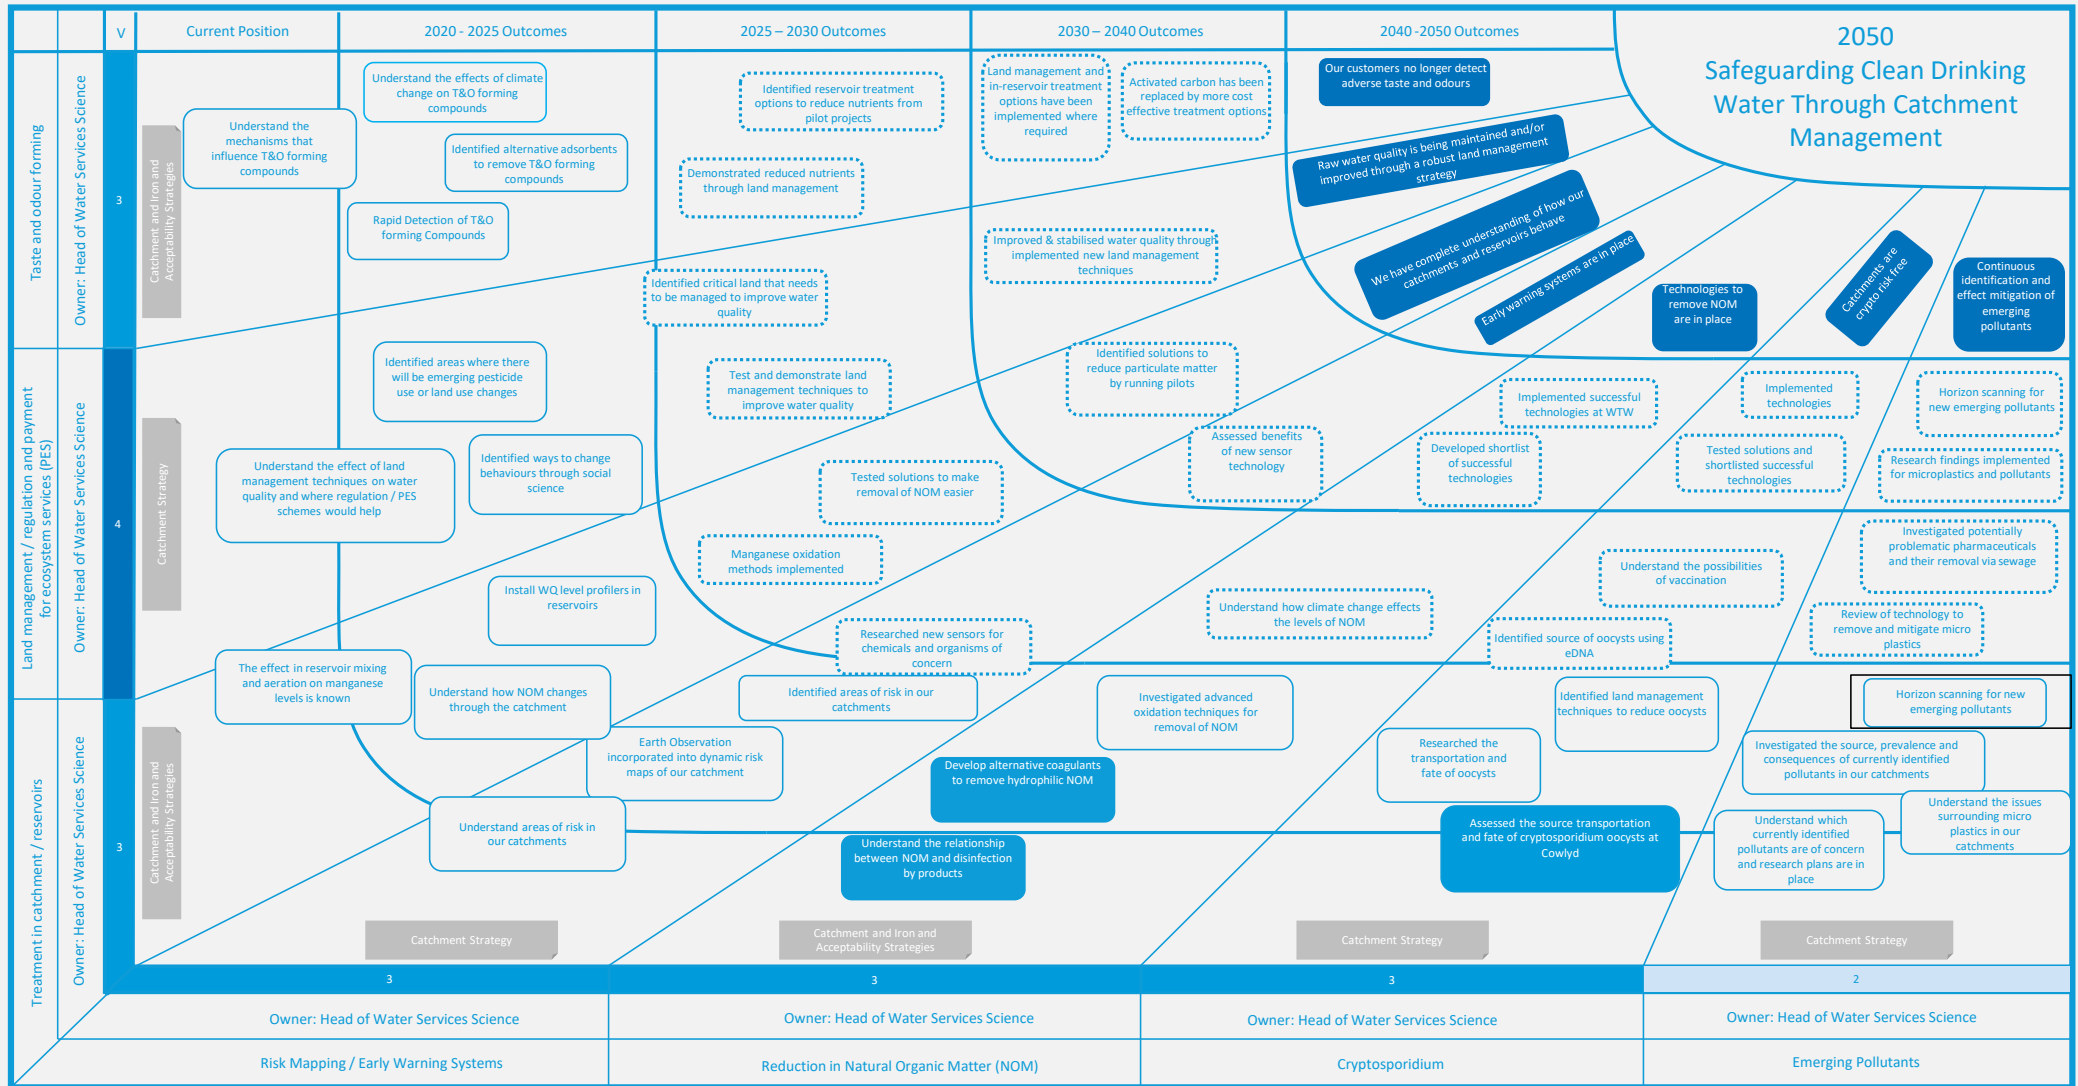 V
Current Position
2020 - 2025 Outcomes
2025 – 2030 Outcomes
2030 – 2040 Outcomes
2040 -2050 Outcomes
2050
Safeguarding Clean Drinking
Water Through Catchment
Management
Taste and odour forming
Owner: Head of Water Services Science
3
Catchment and Iron and
Acceptability Strategies
Understand the
mechanisms that
influence T&O forming
compounds
Understand the effects of climate
change on T&O forming
compounds
Identified alternative adsorbents
to remove T&O forming
compounds
Rapid Detection of T&O
forming Compounds
Identified reservoir treatment
options to reduce nutrients from
pilot projects
Demonstrated reduced nutrients
through land management
Land management and
in-reservoir treatment
options have been
implemented where
required
Activated carbon has been
replaced by more cost
effective treatment options
Our customers no longer detect
adverse taste and odours
Land management / regulation and payment
for ecosystem services (PES)
Owner: Head of Water Services Science
4
Catchment Strategy
Understand the effect of land
management techniques on water
quality and where regulation / PES
schemes would help
Identified areas where there
will be emerging pesticide
use or land use changes
Identified ways to change
behaviours through social
science
Identified critical land that needs
to be managed to improve water
quality
Test and demonstrate land
management techniques to
improve water quality
Improved & stabilised water quality through
implemented new land management
techniques
Raw water quality is being maintained and/or
improved through a robust land management
strategy
Treatment in catchment / reservoirs
Owner: Head of Water Services Science
3
Catchment and Iron and
Acceptability Strategies
The effect in reservoir mixing
and aeration on manganese
levels is known
Install WQ level profilers in
reservoirs
Tested solutions to make
removal of NOM easier
Manganese oxidation
methods implemented
Identified solutions to
reduce particulate matter
by running pilots
We have complete understanding of how our
catchments and reservoirs behave
Understand how NOM changes
through the catchment
Understand areas of risk in
our catchments
Earth Observation
incorporated into dynamic risk
maps of our catchment
Identified areas of risk in our
catchments
Researched new sensors for
chemicals and organisms of
concern
Assessed benefits
of new sensor
technology
Early warning systems are in place
Catchment Strategy
3
Owner: Head of Water Services Science
Risk Mapping / Early Warning Systems
Understand the relationship
between NOM and disinfection
by products
Develop alternative coagulants
to remove hydrophilic NOM
Investigated advanced
oxidation techniques for
removal of NOM
Understand how climate change effects
the levels of NOM
Developed shortlist
of successful
technologies
Implemented successful
technologies at WTW
Technologies to
remove NOM
are in place
Catchment and Iron and
Acceptability Strategies
3
Owner: Head of Water Services Science
Reduction in Natural Organic Matter (NOM)
Assessed the source transportation
and fate of cryptosporidium oocysts at
Cowlyd
Researched the
transportation and
fate of oocysts
Identified land management
techniques to reduce oocysts
Identified source of oocysts using
eDNA
Understand the possibilities
of vaccination
Tested solutions and
shortlisted successful
technologies
Implemented
technologies
Catchments are
crypto risk free
Catchment Strategy
3
Owner: Head of Water Services Science
Cryptosporidium
Understand which
currently identified
pollutants are of concern
and research plans are in
place
Understand the issues
surrounding micro
plastics in our
catchments
Investigated the source, prevalence and
consequences of currently identified
pollutants in our catchments
Horizon scanning for new
emerging pollutants
Review of technology to
remove and mitigate micro
plastics
Investigated potentially
problematic pharmaceuticals
and their removal via sewage
Research findings implemented
for microplastics and pollutants
Horizon scanning for
new emerging pollutants
Continuous
identification and
effect mitigation of
emerging
pollutants
Catchment Strategy
2
Owner: Head of Water Services Science
Emerging Pollutants